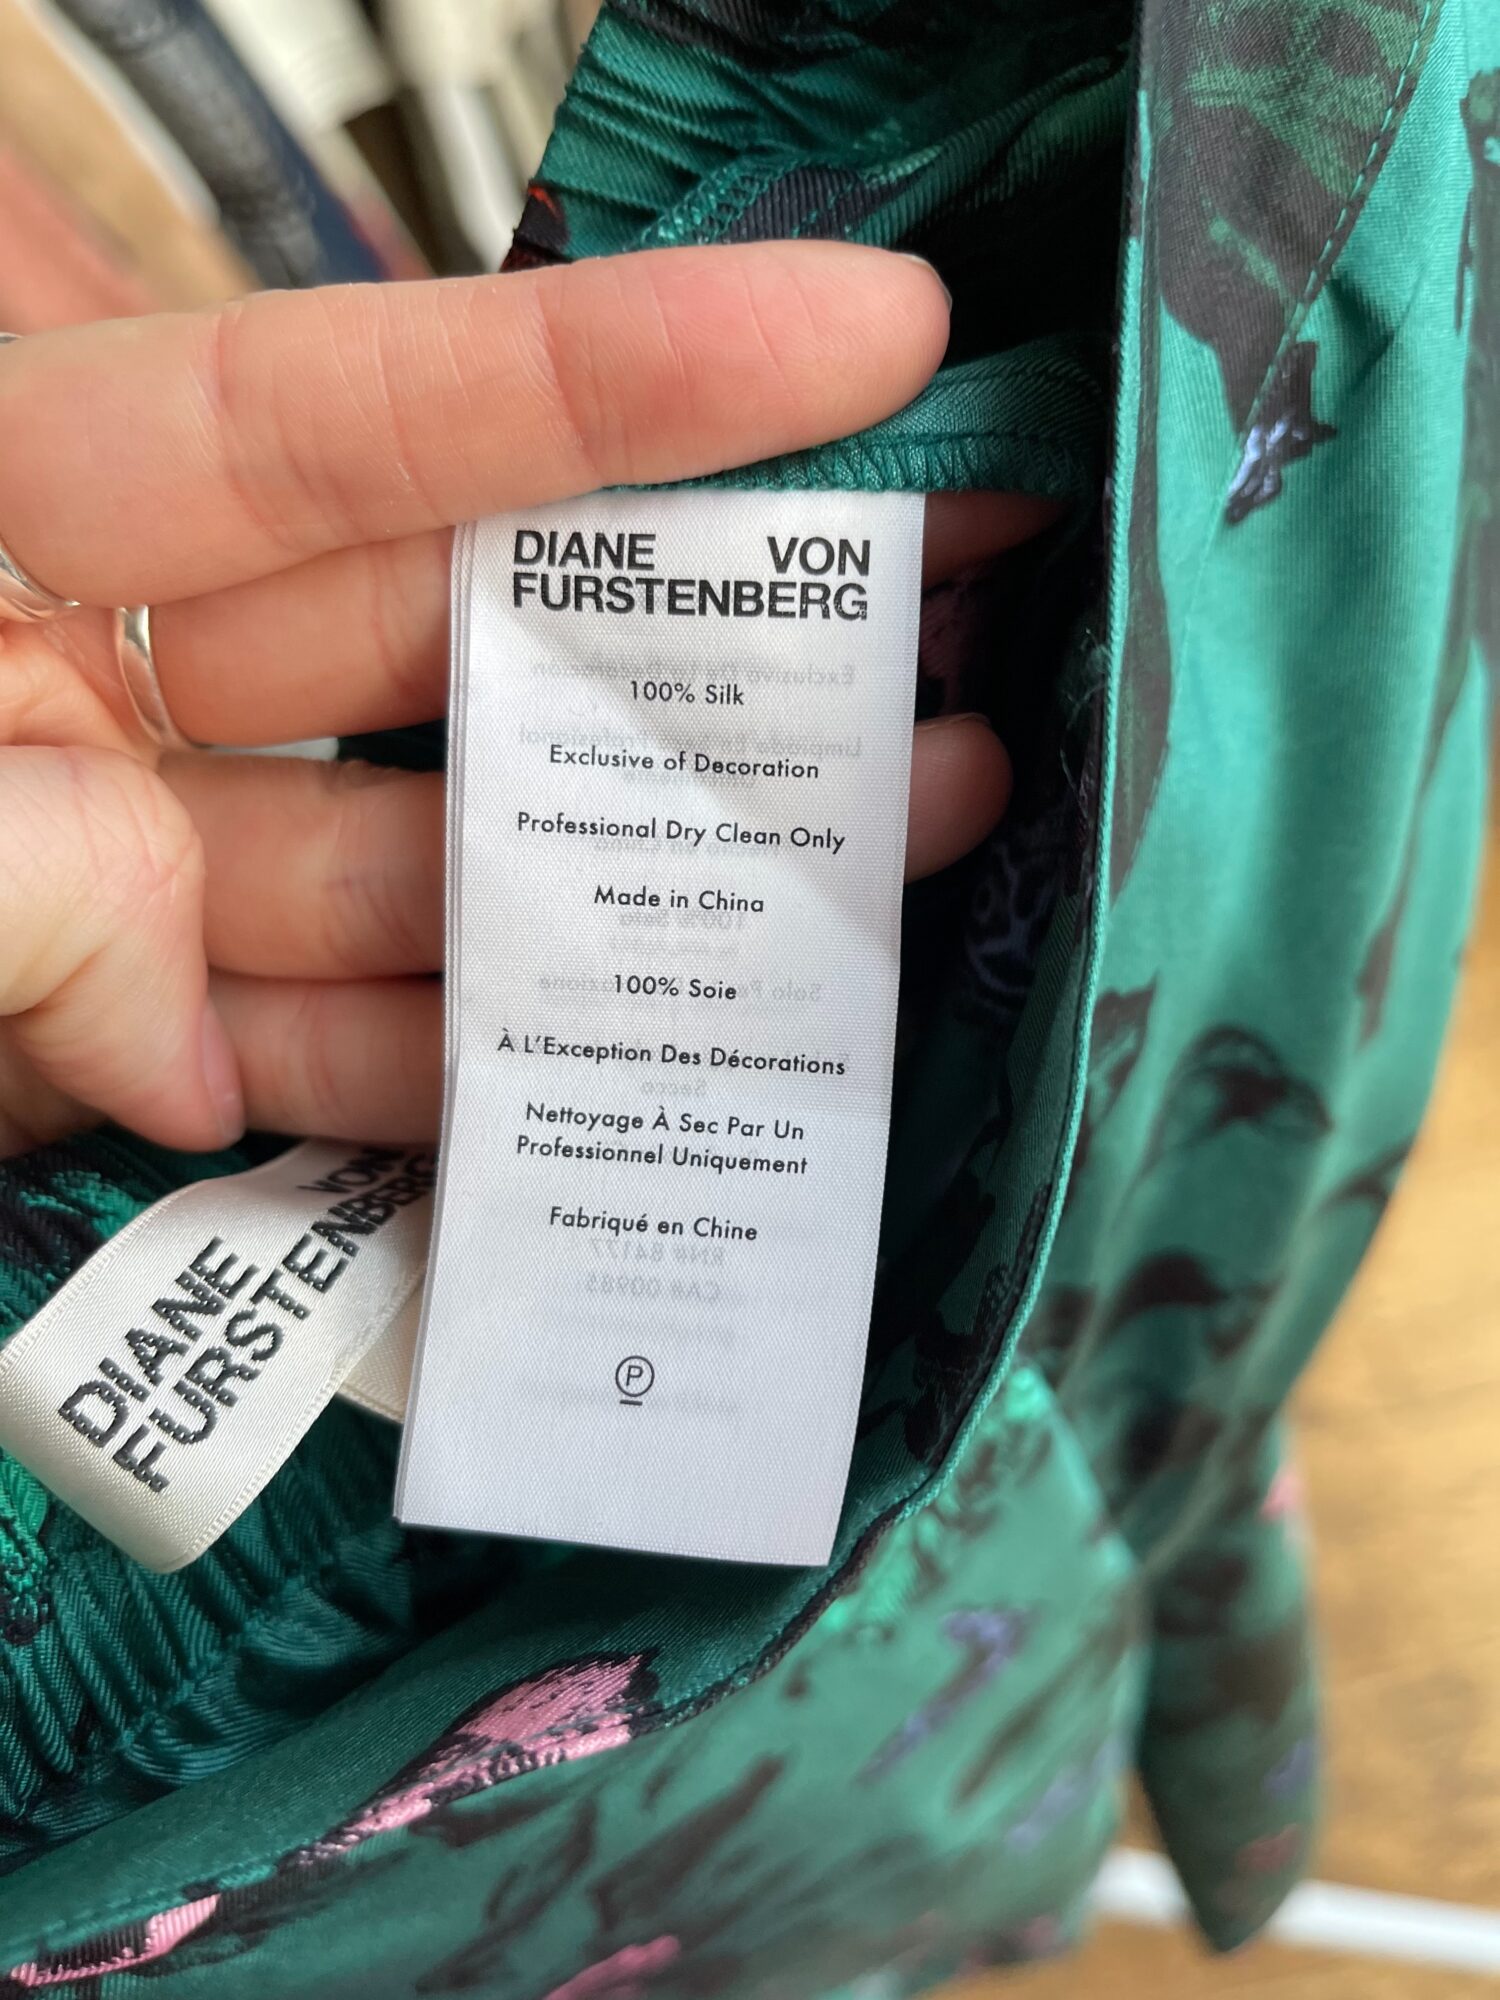 DIANE VON
FURSTENBERG
100% Silk
Exclusive of Decoration
Professional Dry Clean Only
Made in China
100% Soie
À L'Exception Des Décorations
Nettoyage À Sec Par Un
Professionnel Uniquement
Fabriqué en Chine
P
DIANE VON
FURSTENBERG